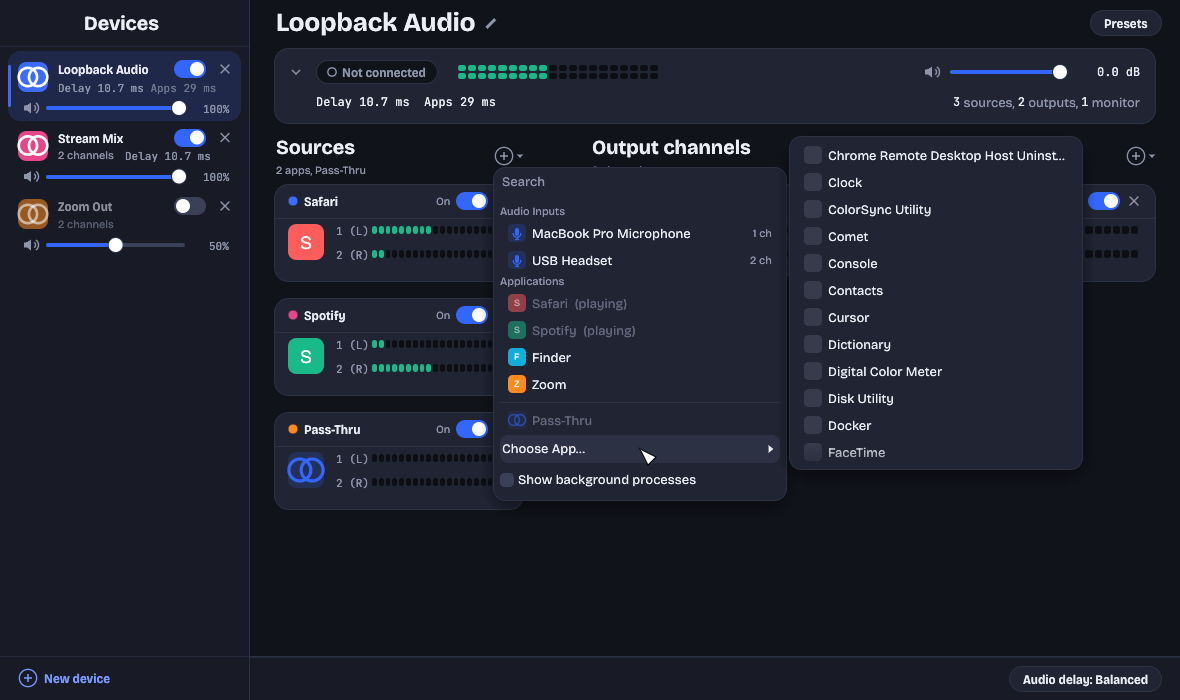 Devices
Loopback Audio
Delay 10.7 ms Apps 29 ms
100%
Stream Mix
2 channels Delay 10.7 ms
100%
Zoom Out
2 channels
50%
New device
Loopback Audio
Presets
Not connected
0.0 dB
Delay 10.7 ms Apps 29 ms
3 sources, 2 outputs, 1 monitor
Sources
2 apps, Pass-Thru
Output channels
Safari On
S
1 (L)
2 (R)
Spotify On
S
1 (L)
2 (R)
Pass-Thru On
1 (L)
2 (R)
Search
Audio Inputs
MacBook Pro Microphone 1 ch
USB Headset 2 ch
Applications
S Safari (playing)
S Spotify (playing)
F Finder
Z Zoom
Pass-Thru
Choose App...
Show background processes
Chrome Remote Desktop Host Uninst...
Clock
ColorSync Utility
Comet
Console
Contacts
Cursor
Dictionary
Digital Color Meter
Disk Utility
Docker
FaceTime
Audio delay: Balanced